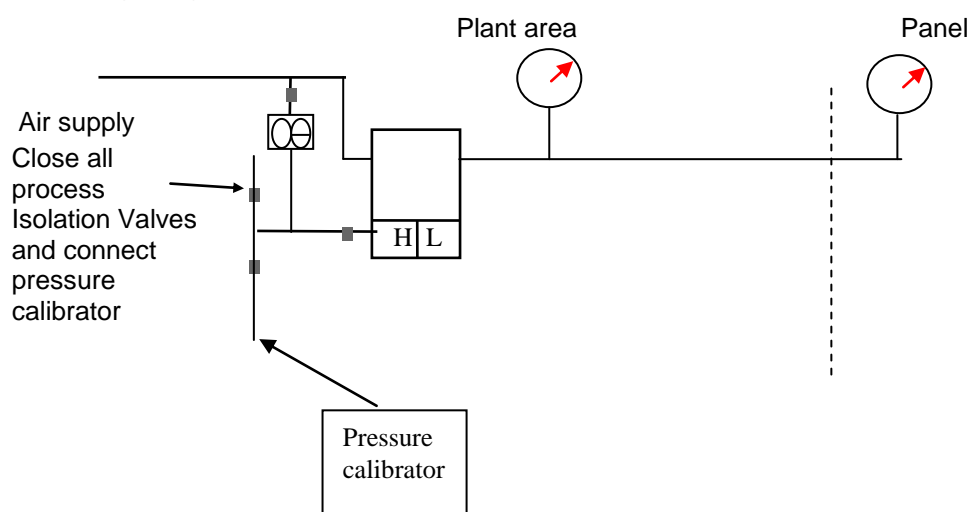 Plant area
Panel
Air supply
Close all
process
Isolation Valves
and connect
pressure
calibrator
H L
Pressure
calibrator